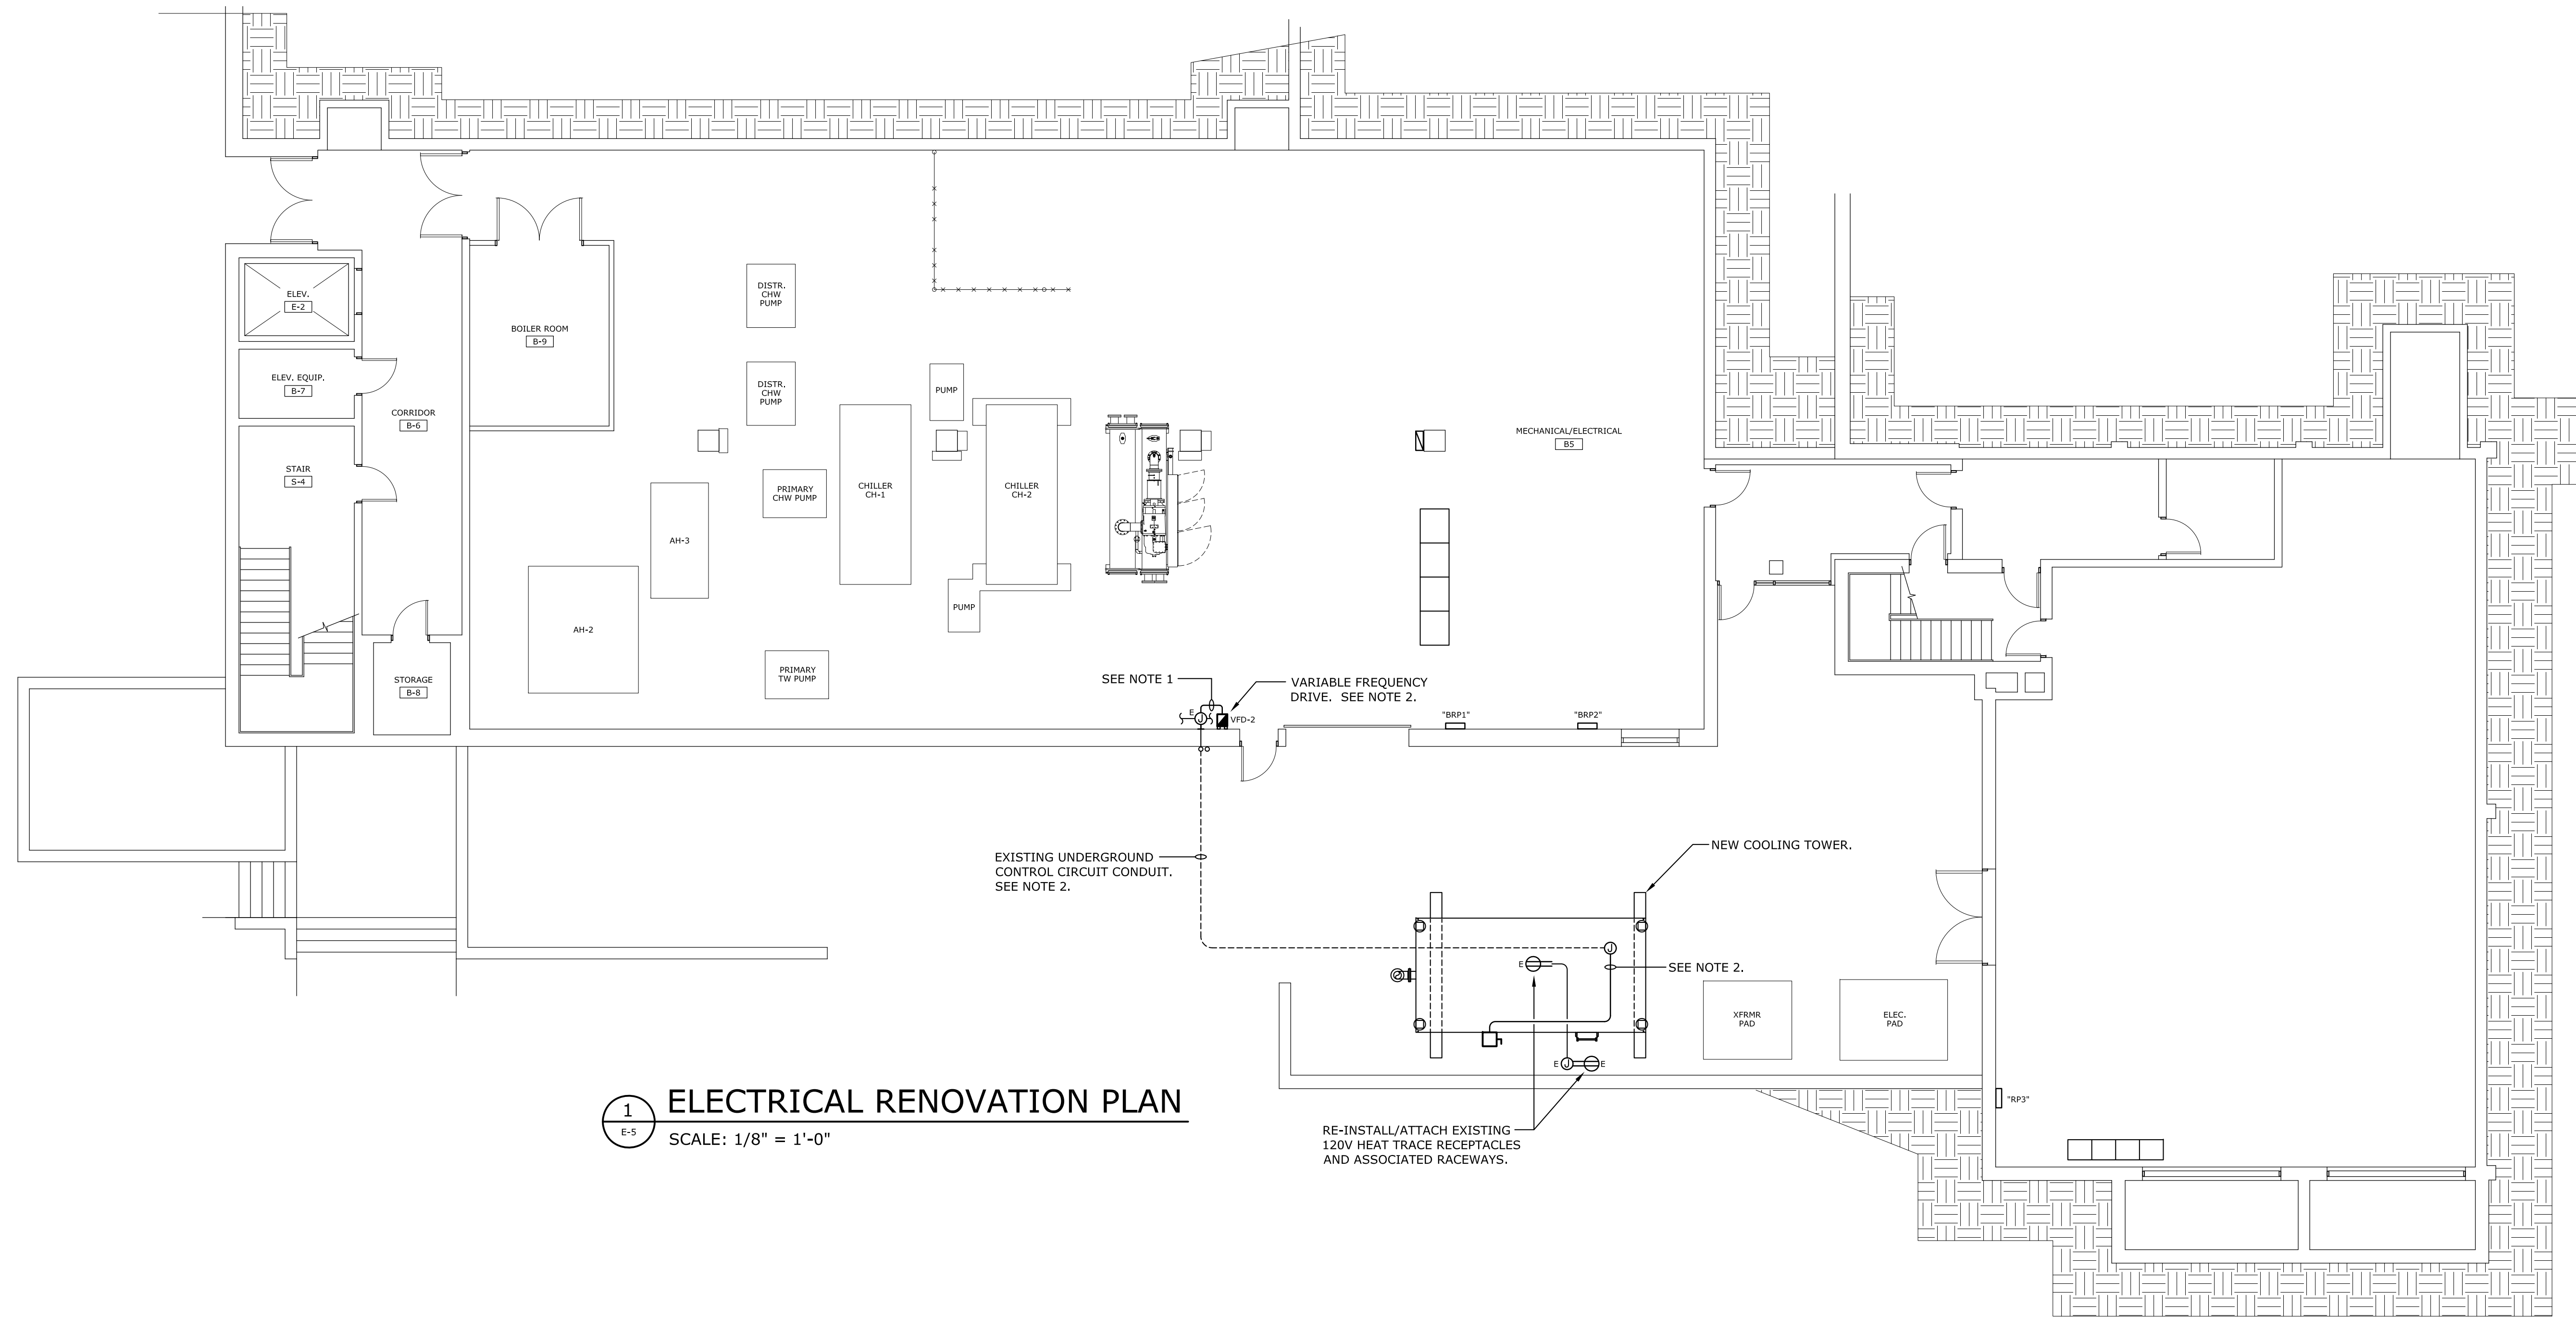 ELEV.
E-2
ELEV. EQUIP.
B-7
CORRIDOR
B-6
STAIR
S-4
STORAGE
B-8
BOILER ROOM
B-9
DISTR.
CHW
PUMP
DISTR.
CHW
PUMP
PRIMARY
CHW PUMP
AH-3
AH-2
PRIMARY
TW PUMP
CHILLER
CH-1
PUMP
CHILLER
CH-2
PUMP
MECHANICAL/ELECTRICAL
B5
SEE NOTE 1
VARIABLE FREQUENCY
DRIVE.  SEE NOTE 2.
E
J
VFD-2
"BRP1"
"BRP2"
EXISTING UNDERGROUND
CONTROL CIRCUIT CONDUIT.
SEE NOTE 2.
NEW COOLING TOWER.
J
E
SEE NOTE 2.
XFRMR
PAD
ELEC.
PAD
E
J
E
"RP3"
RE-INSTALL/ATTACH EXISTING
120V HEAT TRACE RECEPTACLES
AND ASSOCIATED RACEWAYS.
1
E-5
ELECTRICAL RENOVATION PLAN
SCALE: 1/8" = 1'-0"